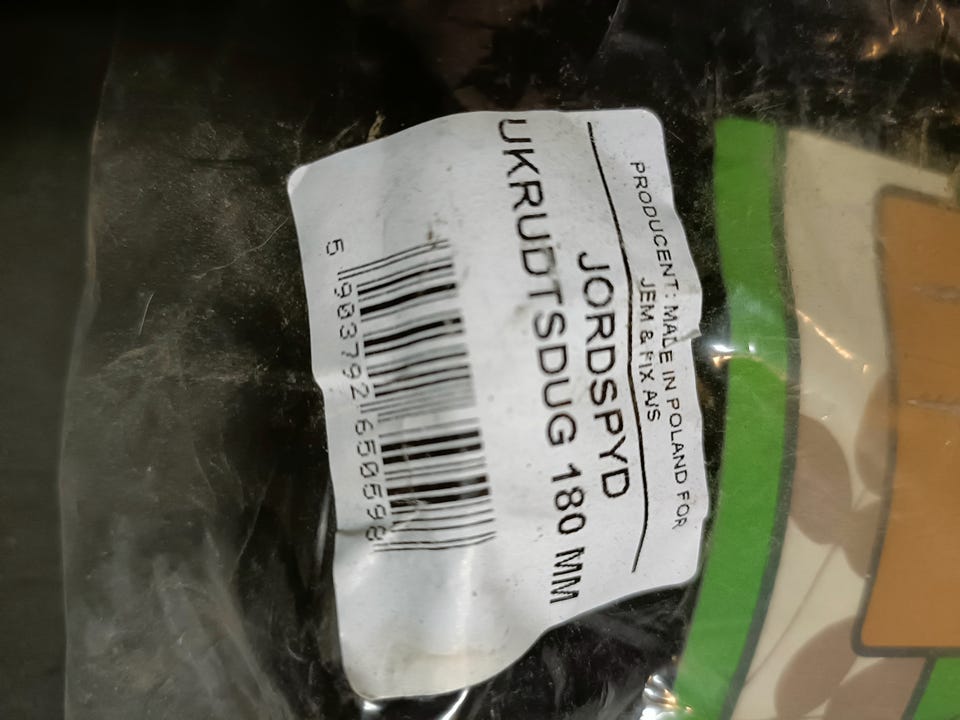 PRODUCENT: MADE IN POLAND FOR
JEM & FIX A/S
JORDSPYD
UKRUDTSDUG 180 MM
5 903792 650598